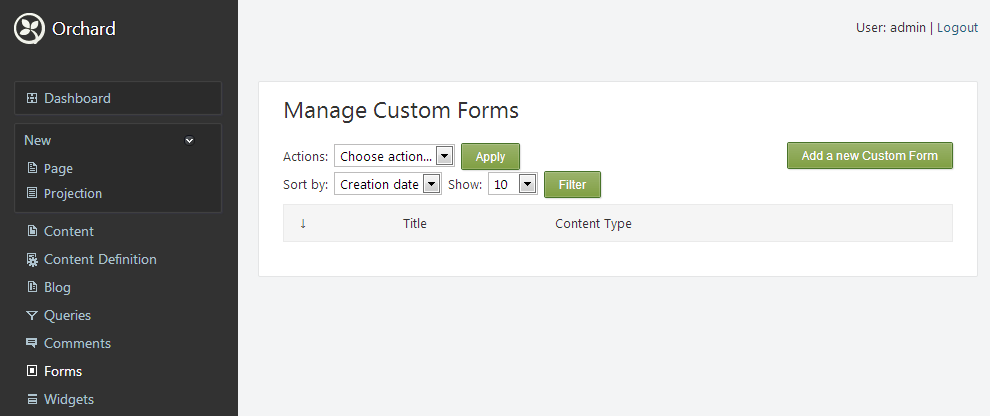 Orchard
User: admin | Logout
Dashboard
New
Page
Projection
Content
Content Definition
Blog
Queries
Comments
Forms
Widgets
Manage Custom Forms
Actions: Choose action... Apply Add a new Custom Form
Sort by: Creation date Show: 10 Filter
↓ Title Content Type